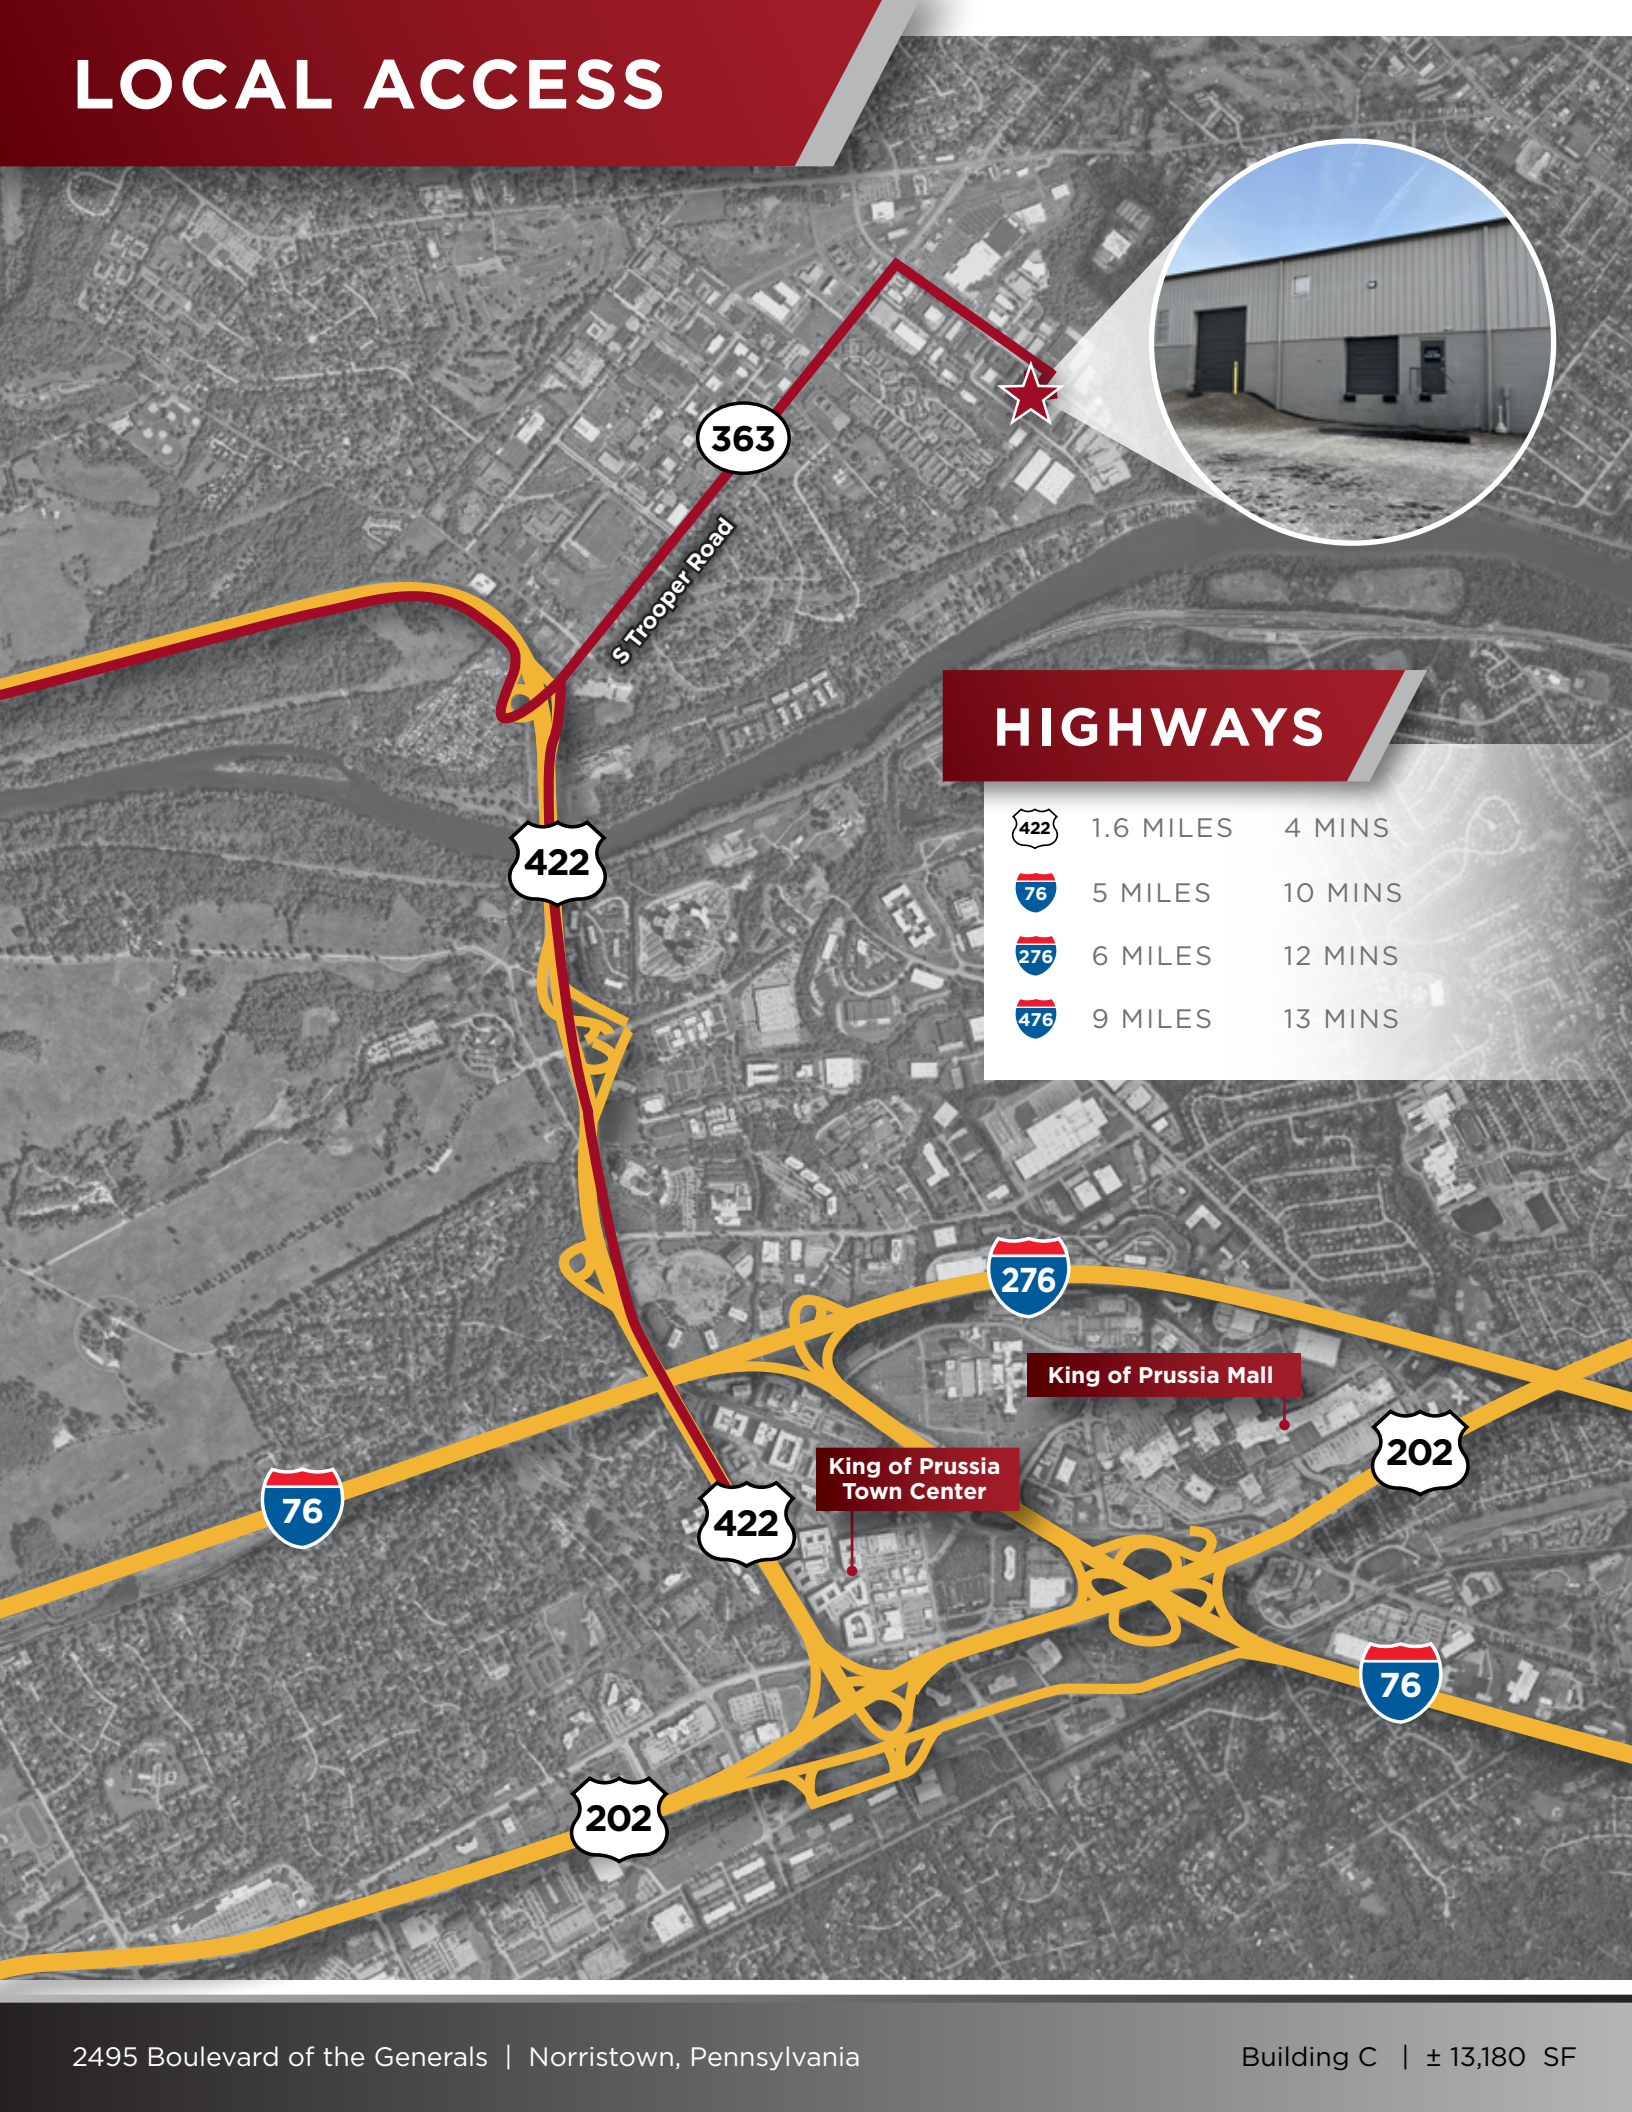 LOCAL ACCESS
363
S Trooper Road
HIGHWAYS
422 1.6 MILES 4 MINS
76 5 MILES 10 MINS
276 6 MILES 12 MINS
476 9 MILES 13 MINS
422
276
King of Prussia Mall
202
King of Prussia
Town Center
76
422
76
202
2495 Boulevard of the Generals | Norristown, Pennsylvania
Building C | ± 13,180 SF